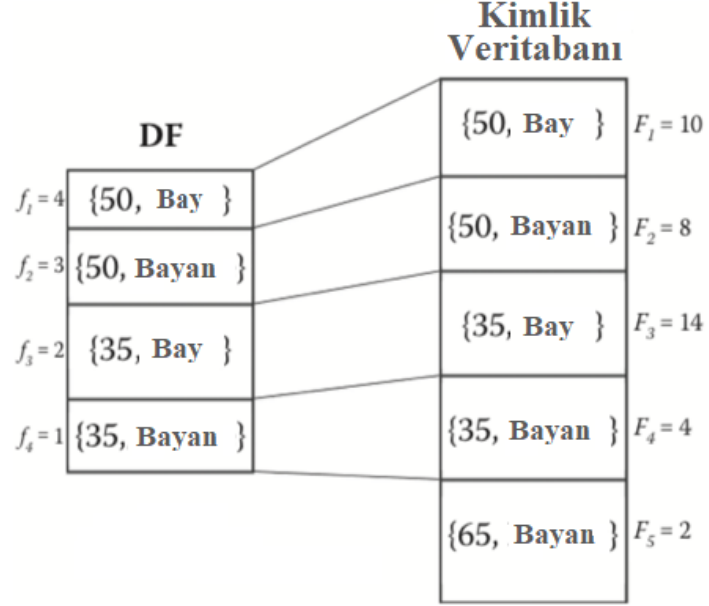 Kimlik
Veritabanı
DF
f₁ = 4 {50, Bay }
f₂ = 3 {50, Bayan }
f₃ = 2 {35, Bay }
f₄ = 1 {35, Bayan }
{50, Bay } F₁ = 10
{50, Bayan } F₂ = 8
{35, Bay } F₃ = 14
{35, Bayan } F₄ = 4
{65, Bayan } F₅ = 2